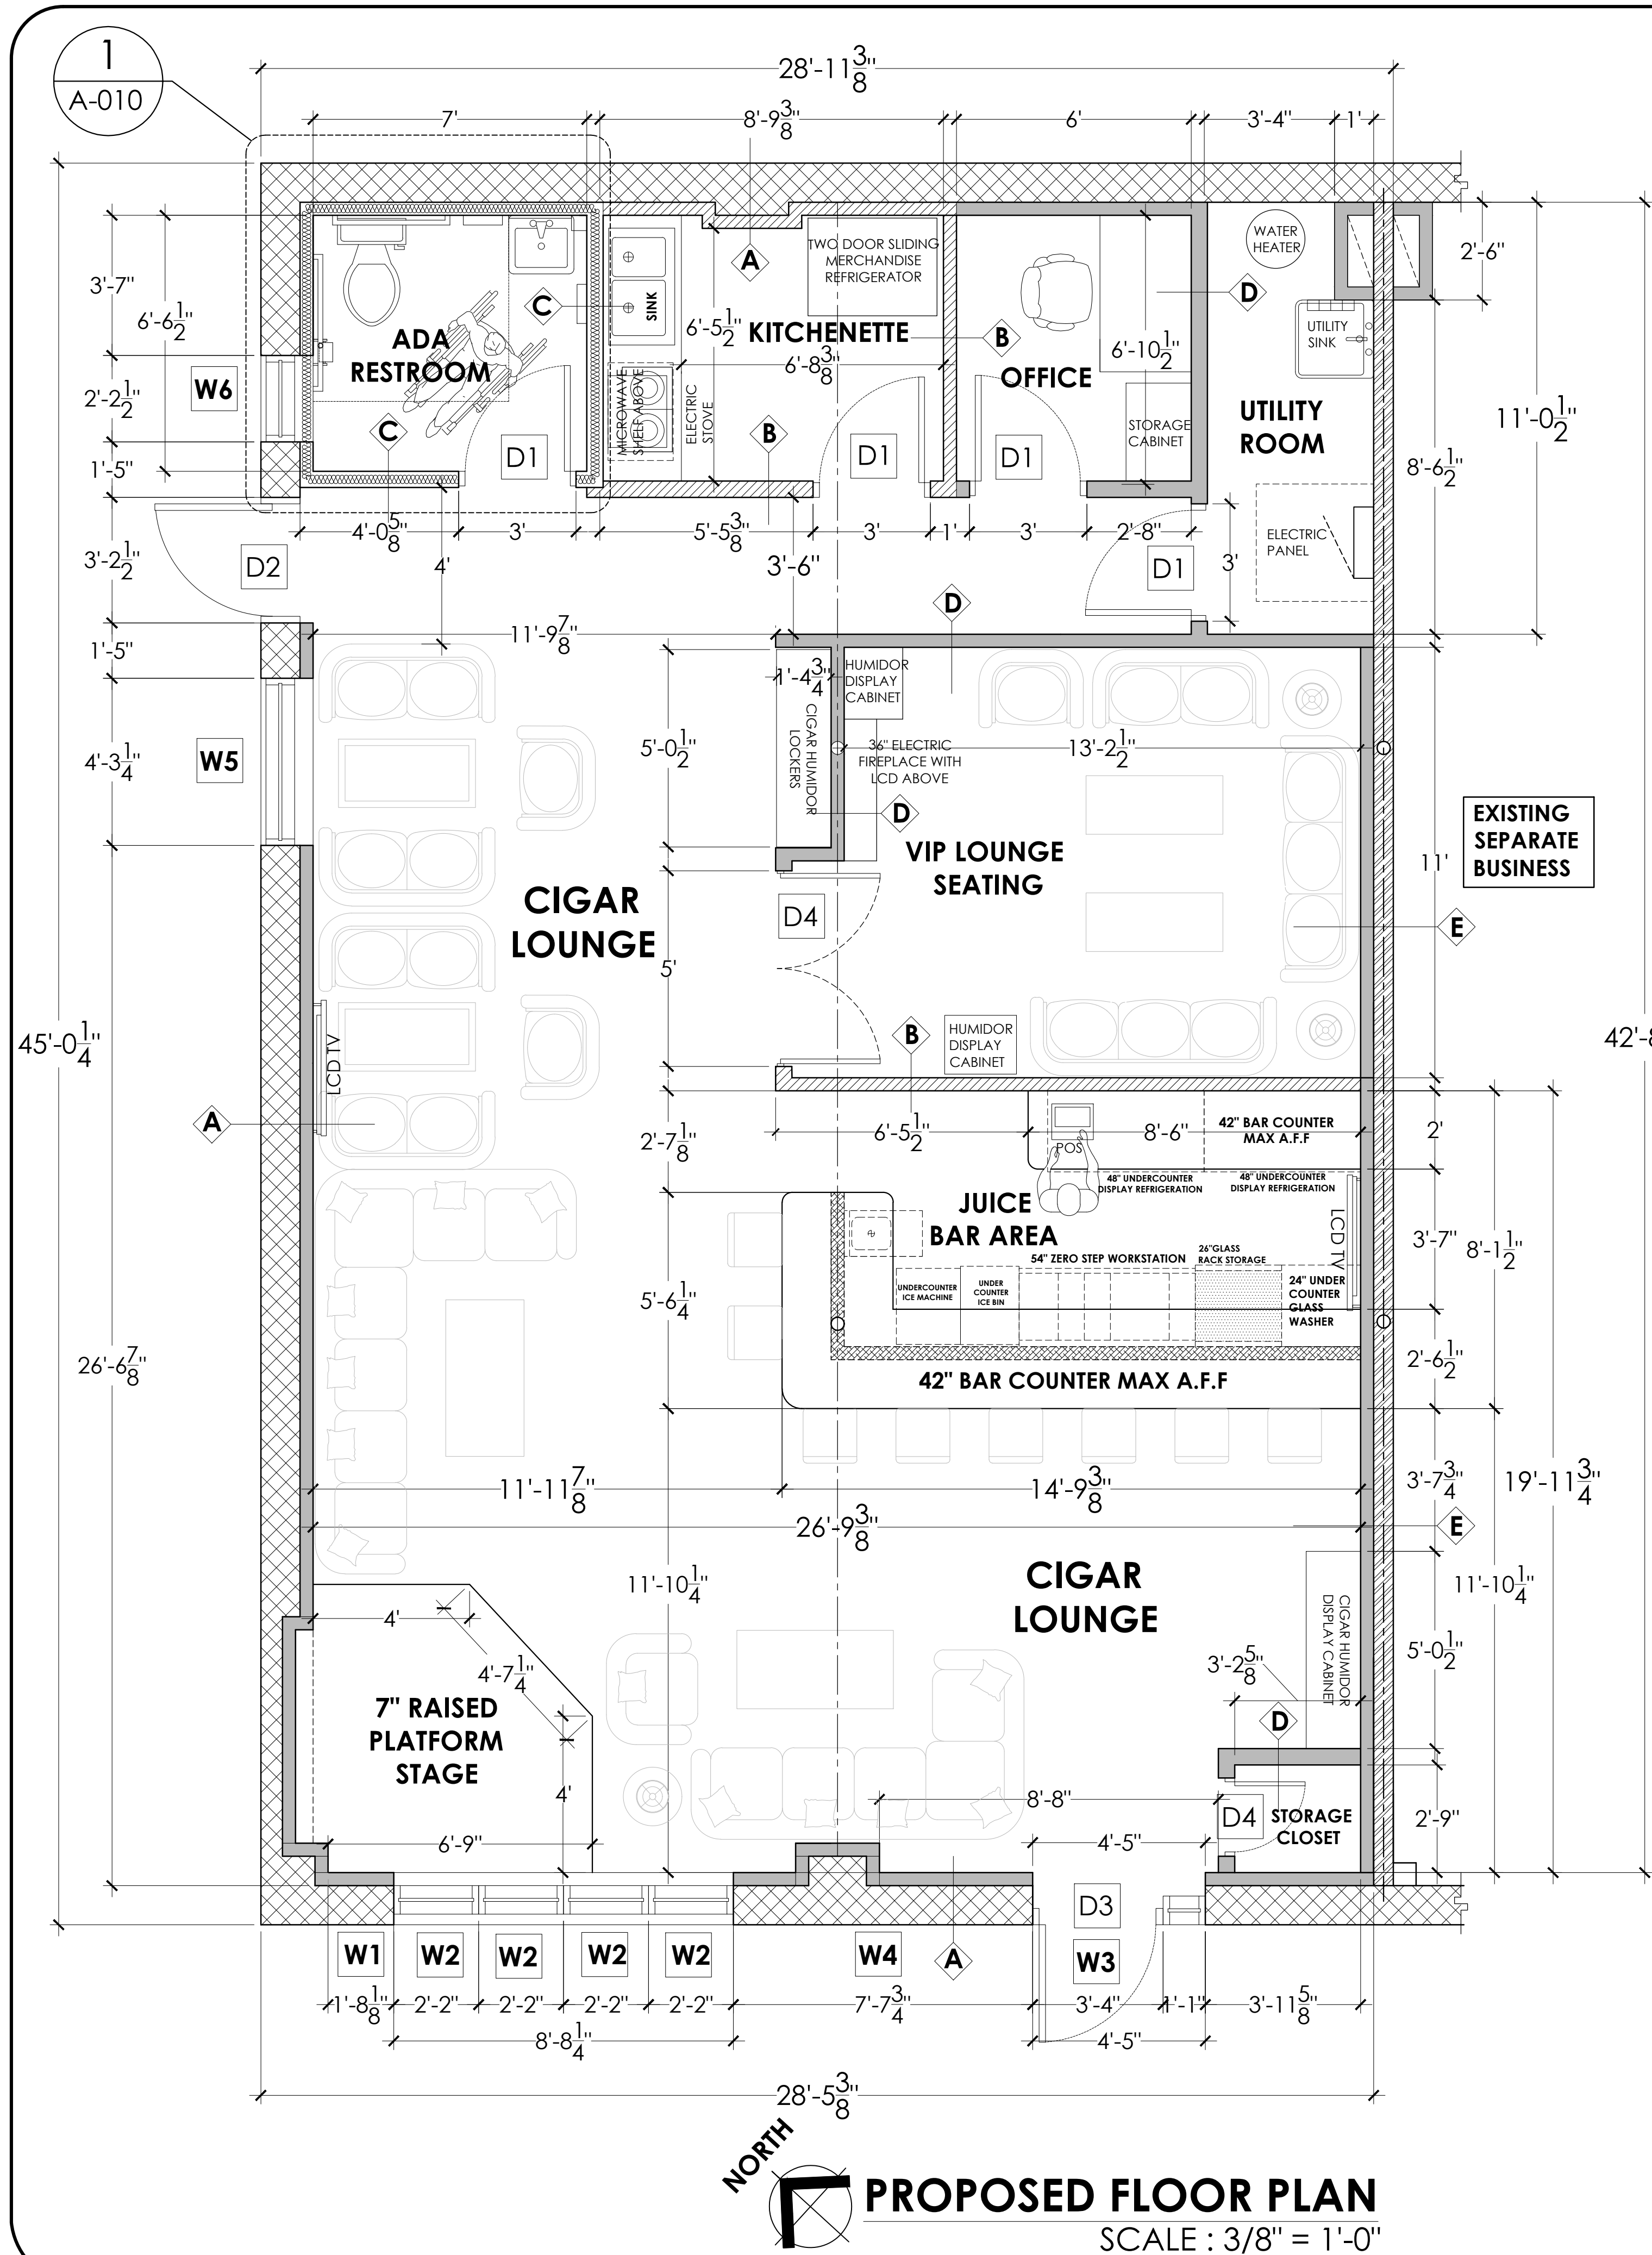 1
A-010
28'-11 3/8"
7'
8'-9 3/8"
6'
3'-4"
1'
3'-7"
6'-6 1/2"
2'-2 1/2"
1'-5"
3'-2 1/2"
1'-5"
4'-3 1/4"
45'-0 1/4"
26'-6 7/8"
W6
W5
D2
ADA
RESTROOM
C
C
D1
SINK
MICROWAVE
SHELF ABOVE
ELECTRIC
STOVE
A
TWO DOOR SLIDING
MERCHANDISE
REFRIGERATOR
KITCHENETTE
6'-5 1/2"
6'-8 3/8"
B
B
D1
OFFICE
6'-10 1/2"
STORAGE
CABINET
D1
D
WATER
HEATER
UTILITY
SINK
UTILITY
ROOM
ELECTRIC
PANEL
D1
3'
2'-6"
11'-0 1/2"
8'-6 1/2"
4'-0 5/8"
3'
5'-5 3/8"
3'
1'
3'
2'-8"
4'
3'-6"
D
11'-9 7/8"
1'-4 3/4"
HUMIDOR
DISPLAY
CABINET
CIGAR HUMIDOR
LOCKERS
5'-0 1/2"
36" ELECTRIC
FIREPLACE WITH
LCD ABOVE
13'-2 1/2"
D
VIP LOUNGE
SEATING
11'
EXISTING
SEPARATE
BUSINESS
E
CIGAR
LOUNGE
D4
5'
LCD TV
A
B
HUMIDOR
DISPLAY
CABINET
42'-8
2'-7 1/8"
6'-5 1/2"
8'-6"
POS
42" BAR COUNTER
MAX A.F.F
48" UNDERCOUNTER
DISPLAY REFRIGERATION
48" UNDERCOUNTER
DISPLAY REFRIGERATION
2'
JUICE
BAR AREA
LCD TV
54" ZERO STEP WORKSTATION
26"GLASS
RACK STORAGE
UNDERCOUNTER
ICE MACHINE
UNDER
COUNTER
ICE BIN
24" UNDER
COUNTER
GLASS
WASHER
3'-7"
8'-1 1/2"
5'-6 1/4"
42" BAR COUNTER MAX A.F.F
2'-6 1/2"
11'-11 7/8"
14'-9 3/8"
3'-7 3/4"
19'-11 3/4"
26'-9 3/8"
E
11'-10 1/4"
CIGAR
LOUNGE
11'-10 1/4"
CIGAR HUMIDOR
DISPLAY CABINET
5'-0 1/2"
3'-2 5/8"
D
4'
4'-7 1/4"
7" RAISED
PLATFORM
STAGE
4'
6'-9"
8'-8"
4'-5"
D4
STORAGE
CLOSET
2'-9"
D3
W1
W2
W2
W2
W2
W4
A
W3
1'-8 1/8"
2'-2"
2'-2"
2'-2"
2'-2"
7'-7 3/4"
3'-4"
1'-1"
3'-11 5/8"
8'-8 1/4"
4'-5"
28'-5 3/8"
NORTH
PROPOSED FLOOR PLAN
SCALE : 3/8" = 1'-0"